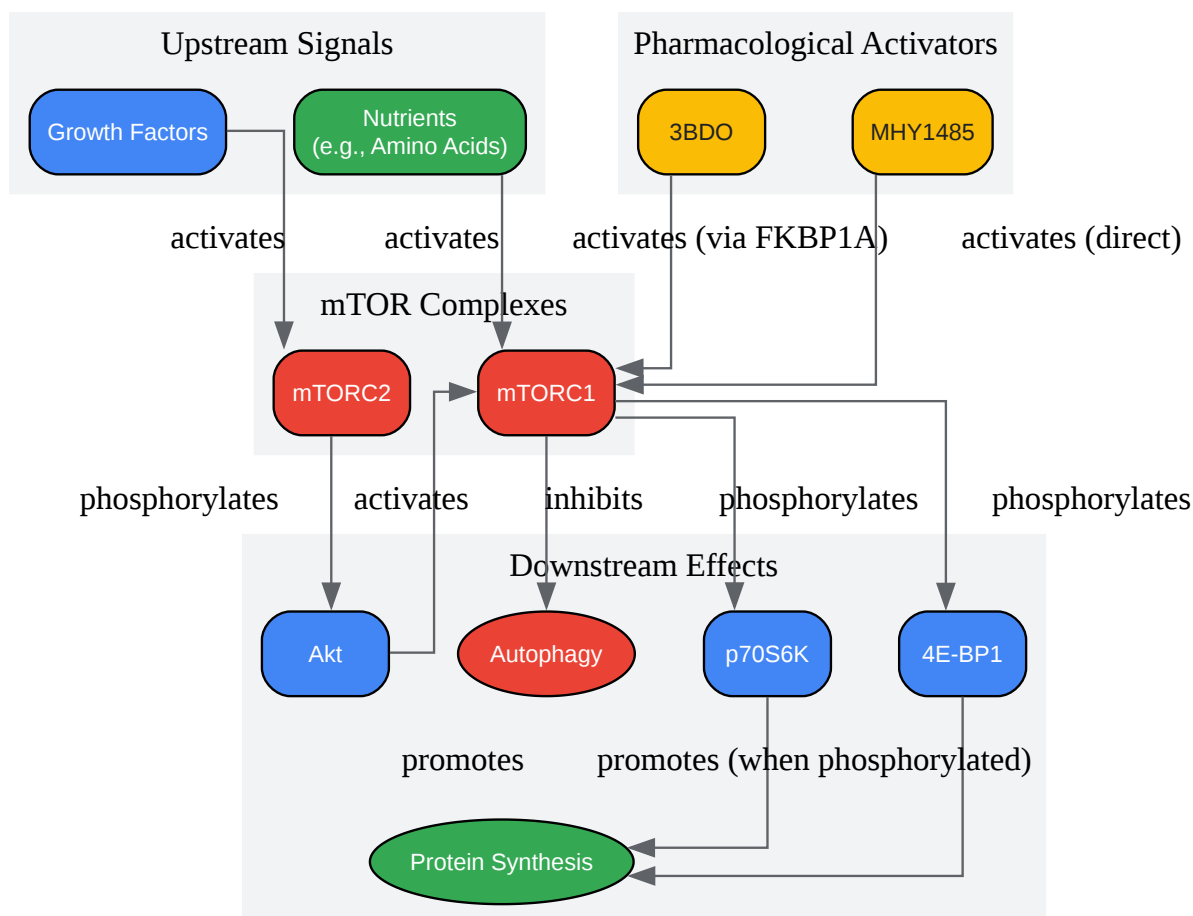 Upstream Signals
Pharmacological Activators
Growth Factors
Nutrients
(e.g., Amino Acids)
3BDO
MHY1485
activates
activates
activates (via FKBP1A)
activates (direct)
mTOR Complexes
mTORC2
mTORC1
phosphorylates
activates
inhibits
phosphorylates
phosphorylates
Downstream Effects
Akt
Autophagy
p70S6K
4E-BP1
promotes
promotes (when phosphorylated)
Protein Synthesis